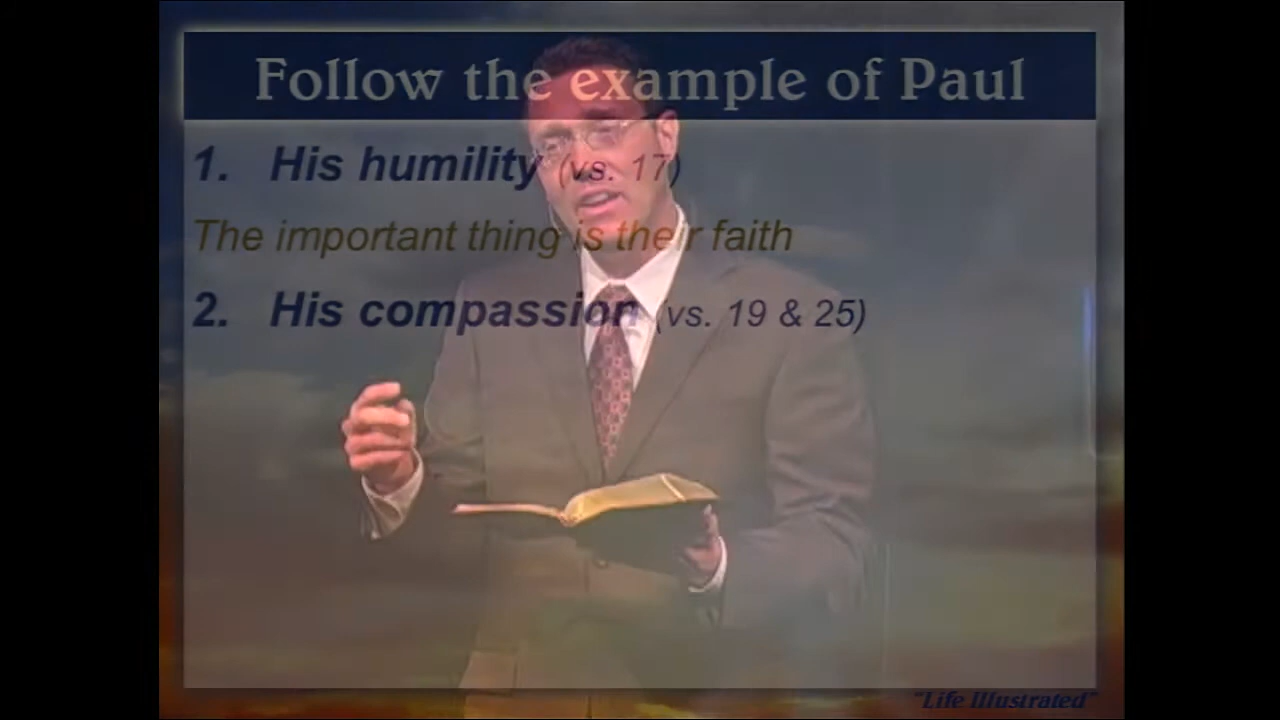 Follow the example of Paul
1. His humility (vs. 17)
The important thing is their faith
2. His compassion (vs. 19 & 25)
"Life Illustrated"